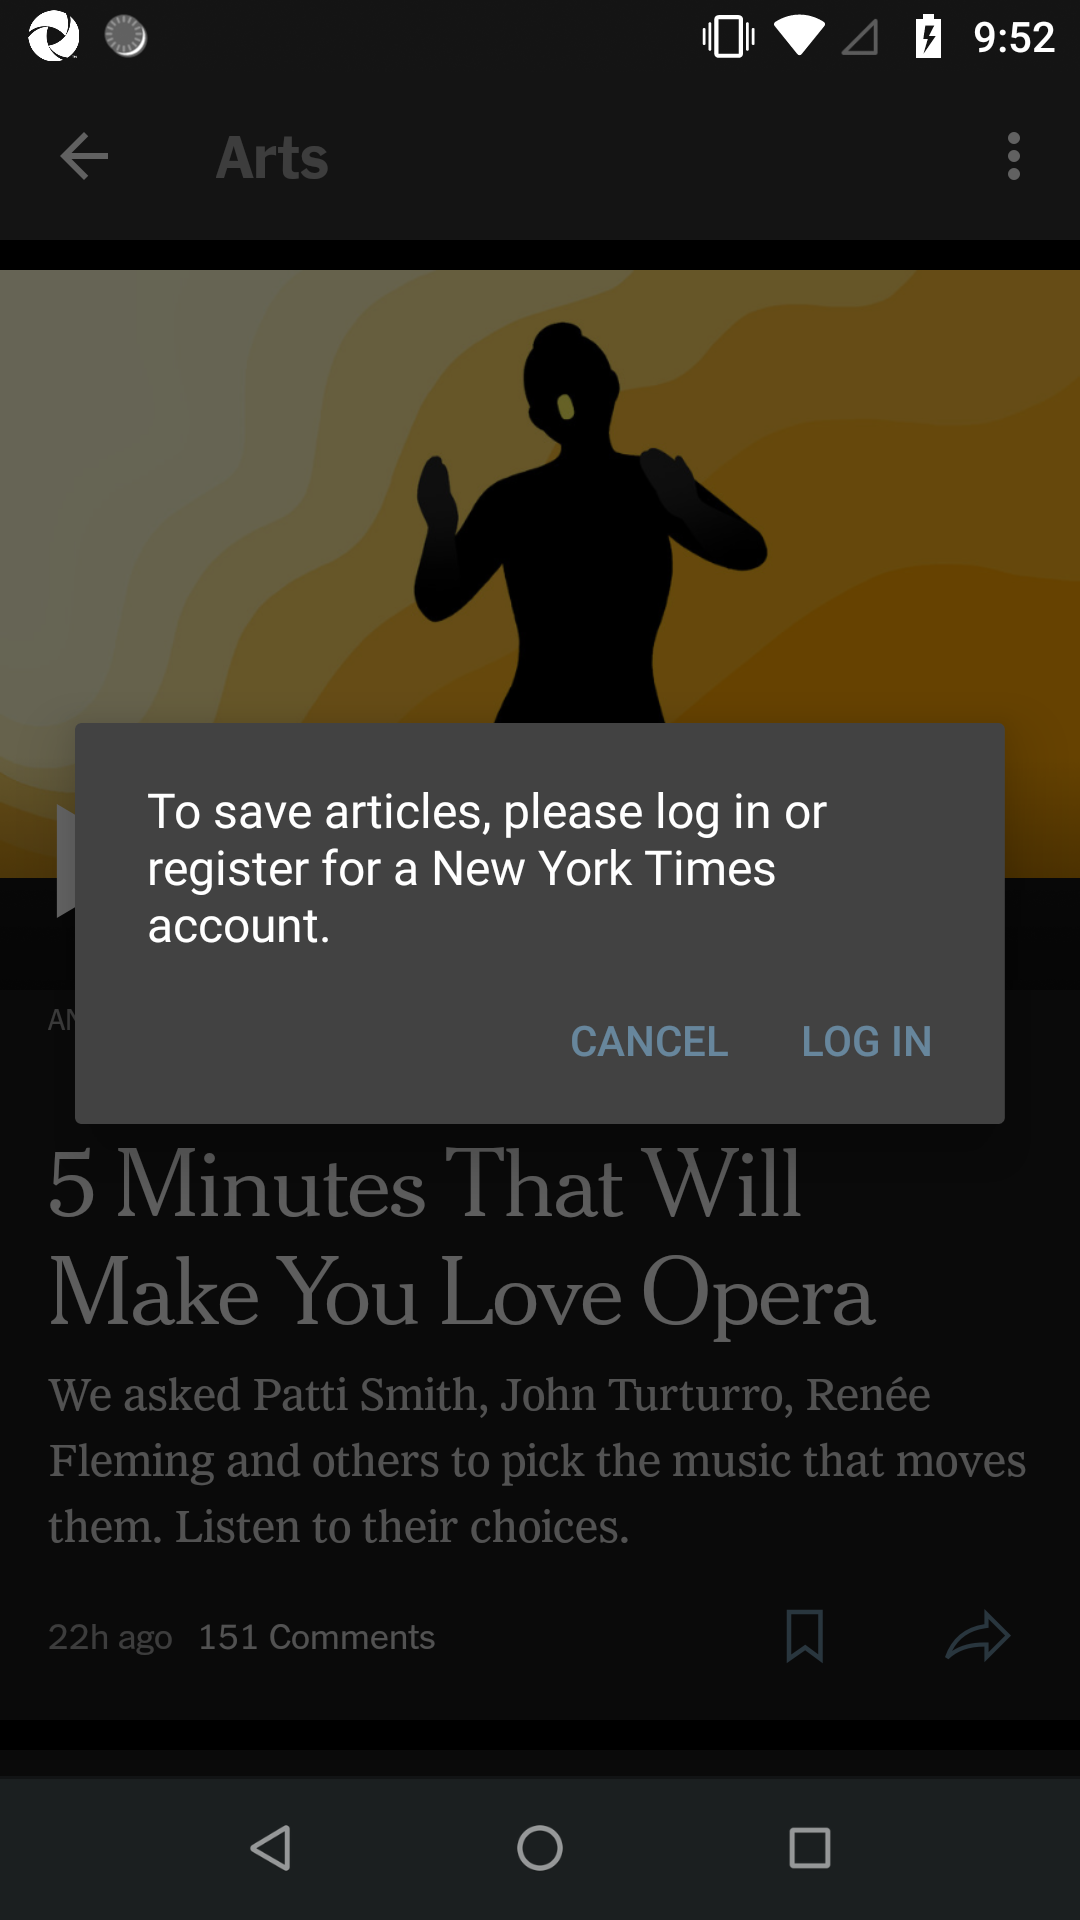 9:52
Arts
To save articles, please log in or
register for a New York Times
account.
CANCEL LOG IN
5 Minutes That Will
Make You Love Opera
We asked Patti Smith, John Turturro, Renée
Fleming and others to pick the music that moves
them. Listen to their choices.
22h ago 151 Comments